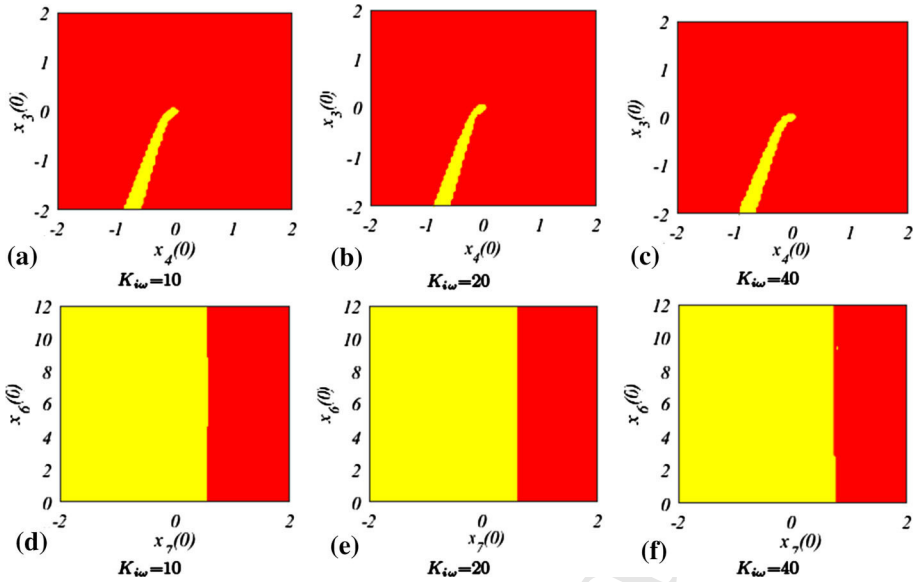 2
2
2
1
1
1
x3(0)
0
x3(0)
0
x3(0)
0
-1
-1
-1
-2
-2
-2
-2 -1 0 1 2
-2 -1 0 1 2
-2 -1 0 1 2
(a) x4(0)
(b) x4(0)
(c) x4(0)
Kiω=10
Kiω=20
Kiω=40
12
12
12
10
10
10
8
8
8
x6(0)
6
x6(0)
6
x6(0)
6
4
4
4
2
2
2
0
0
0
-2 0 2
-2 0 2
-2 0 2
(d) x7(0)
(e) x7(0)
(f) x7(0)
Kiω=10
Kiω=20
Kiω=40